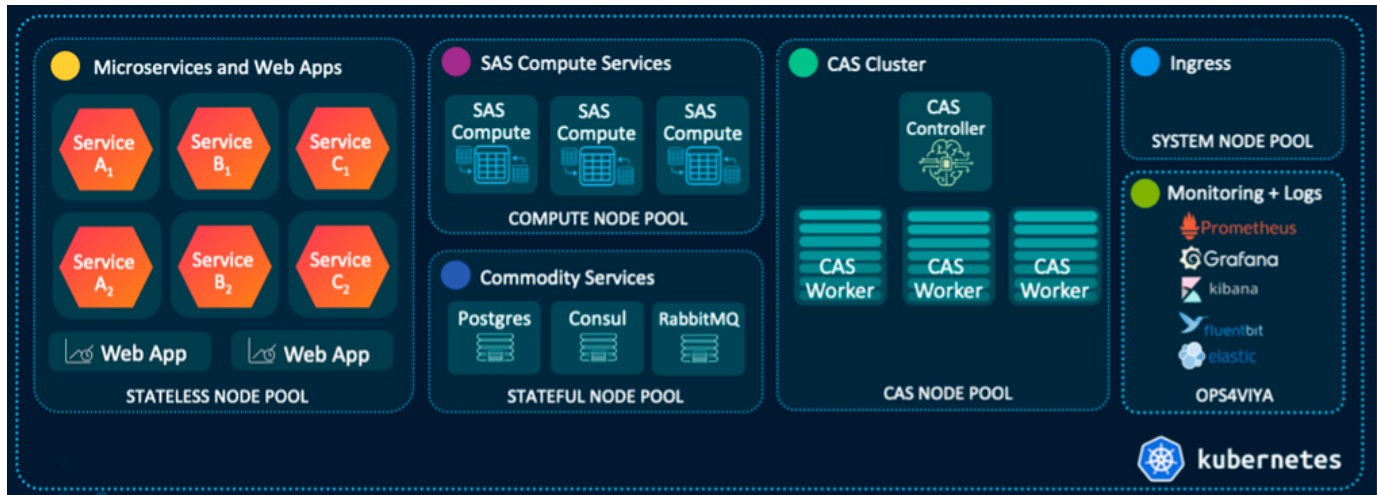 Microservices and Web Apps
Service
A₁
Service
B₁
Service
C₁
Service
A₂
Service
B₂
Service
C₂
Web App
Web App
STATELESS NODE POOL
SAS Compute Services
SAS
Compute
SAS
Compute
SAS
Compute
COMPUTE NODE POOL
Commodity Services
Postgres
Consul
RabbitMQ
STATEFUL NODE POOL
CAS Cluster
CAS
Controller
CAS
Worker
CAS
Worker
CAS
Worker
CAS NODE POOL
Ingress
SYSTEM NODE POOL
Monitoring + Logs
Prometheus
Grafana
kibana
fluentbit
elastic
OPS4VIYA
kubernetes